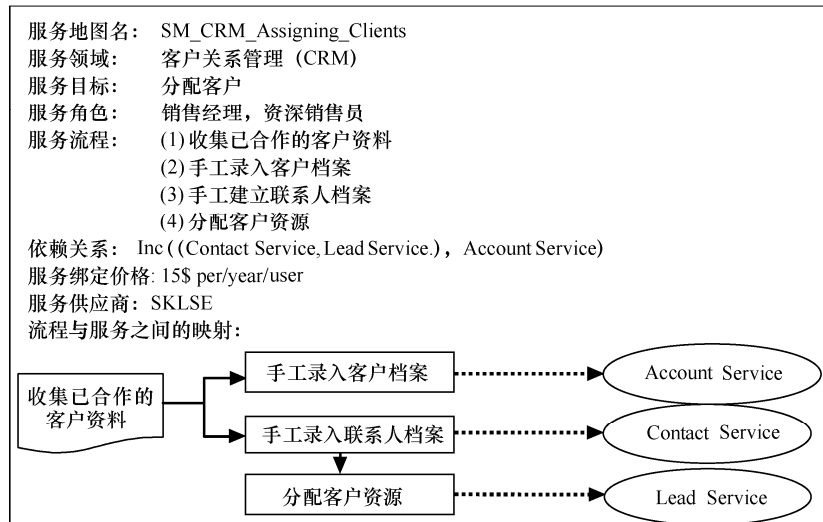 服务地图名: SM_CRM_Assigning_Clients
服务领域: 客户关系管理 (CRM)
服务目标: 分配客户
服务角色: 销售经理，资深销售员
服务流程: (1) 收集已合作的客户资料
(2) 手工录入客户档案
(3) 手工建立联系人档案
(4) 分配客户资源
依赖关系: Inc ((Contact Service, Lead Service.), Account Service)
服务绑定价格: 15$ per/year/user
服务供应商: SKLSE
流程与服务之间的映射:
收集已合作的
客户资料
手工录入客户档案
Account Service
手工录入联系人档案
Contact Service
分配客户资源
Lead Service